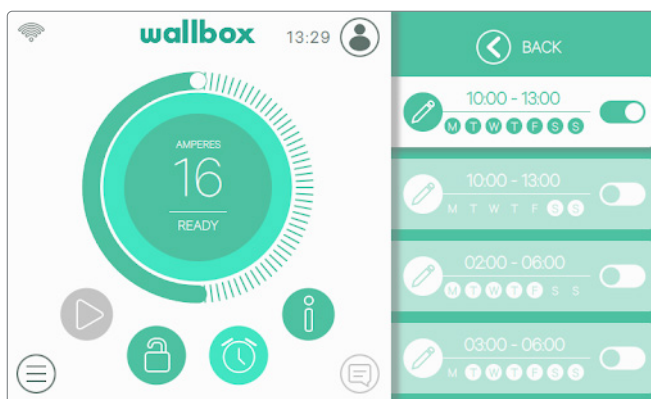 wallbox
13:29
AMPERES
16
READY
BACK
10:00 - 13:00
M T W T F S S
10:00 - 13:00
M T W T F S S
02:00 - 06:00
M T W T F S S
03:00 - 06:00
M T W T F S S